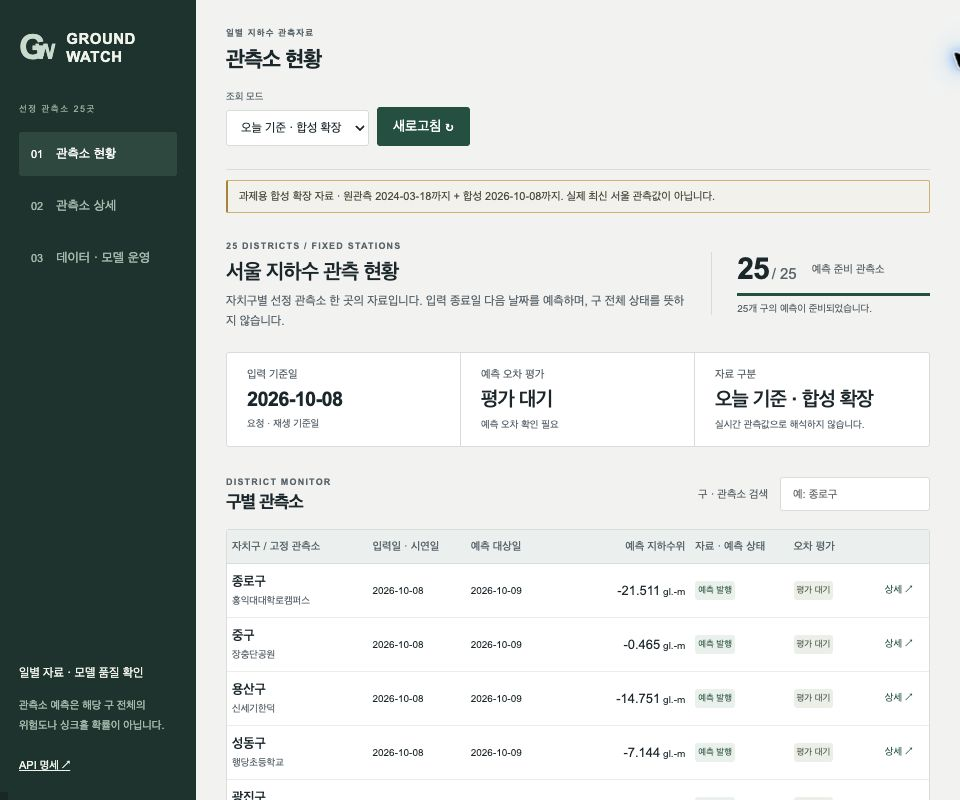 GW GROUND
WATCH
선정 관측소 25곳
01 관측소 현황
02 관측소 상세
03 데이터 · 모델 운영
일별 자료 · 모델 품질 확인
관측소 예측은 해당 구 전체의
위험도나 싱크홀 확률이 아닙니다.
API 명세 ↗
일별 지하수 관측자료
관측소 현황
조회 모드
오늘 기준 · 합성 확장
새로고침 ↻
과제용 합성 확장 자료 · 원관측 2024-03-18까지 + 합성 2026-10-08까지. 실제 최신 서울 관측값이 아닙니다.
25 DISTRICTS / FIXED STATIONS
서울 지하수 관측 현황
자치구별 선정 관측소 한 곳의 자료입니다. 입력 종료일 다음 날짜를 예측하며, 구 전체 상태를 뜻하
지 않습니다.
25 / 25 예측 준비 관측소
25개 구의 예측이 준비되었습니다.
입력 기준일
2026-10-08
요청 · 재생 기준일
예측 오차 평가
평가 대기
예측 오차 확인 필요
자료 구분
오늘 기준 · 합성 확장
실시간 관측값으로 해석하지 않습니다.
DISTRICT MONITOR
구별 관측소
구 · 관측소 검색
예: 종로구
자치구 / 고정 관측소 입력일 · 시연일 예측 대상일 예측 지하수위 자료 · 예측 상태 오차 평가
종로구
홍익대대학로캠퍼스
2026-10-08 2026-10-09 -21.511 gl.-m 예측 발행 평가 대기 상세 ↗
중구
장충단공원
2026-10-08 2026-10-09 -0.465 gl.-m 예측 발행 평가 대기 상세 ↗
용산구
신세기한덕
2026-10-08 2026-10-09 -14.751 gl.-m 예측 발행 평가 대기 상세 ↗
성동구
행당초등학교
2026-10-08 2026-10-09 -7.144 gl.-m 예측 발행 평가 대기 상세 ↗
광진구